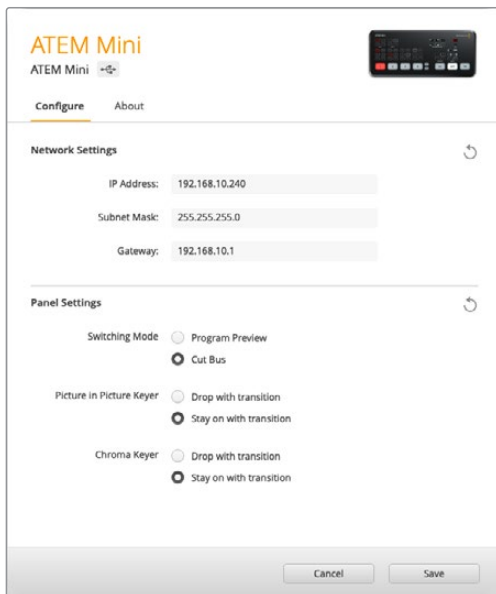 ATEM Mini
ATEM Mini
Configure About
Network Settings
IP Address: 192.168.10.240
Subnet Mask: 255.255.255.0
Gateway: 192.168.10.1
Panel Settings
Switching Mode Program Preview
Cut Bus
Picture in Picture Keyer Drop with transition
Stay on with transition
Chroma Keyer Drop with transition
Stay on with transition
Cancel Save